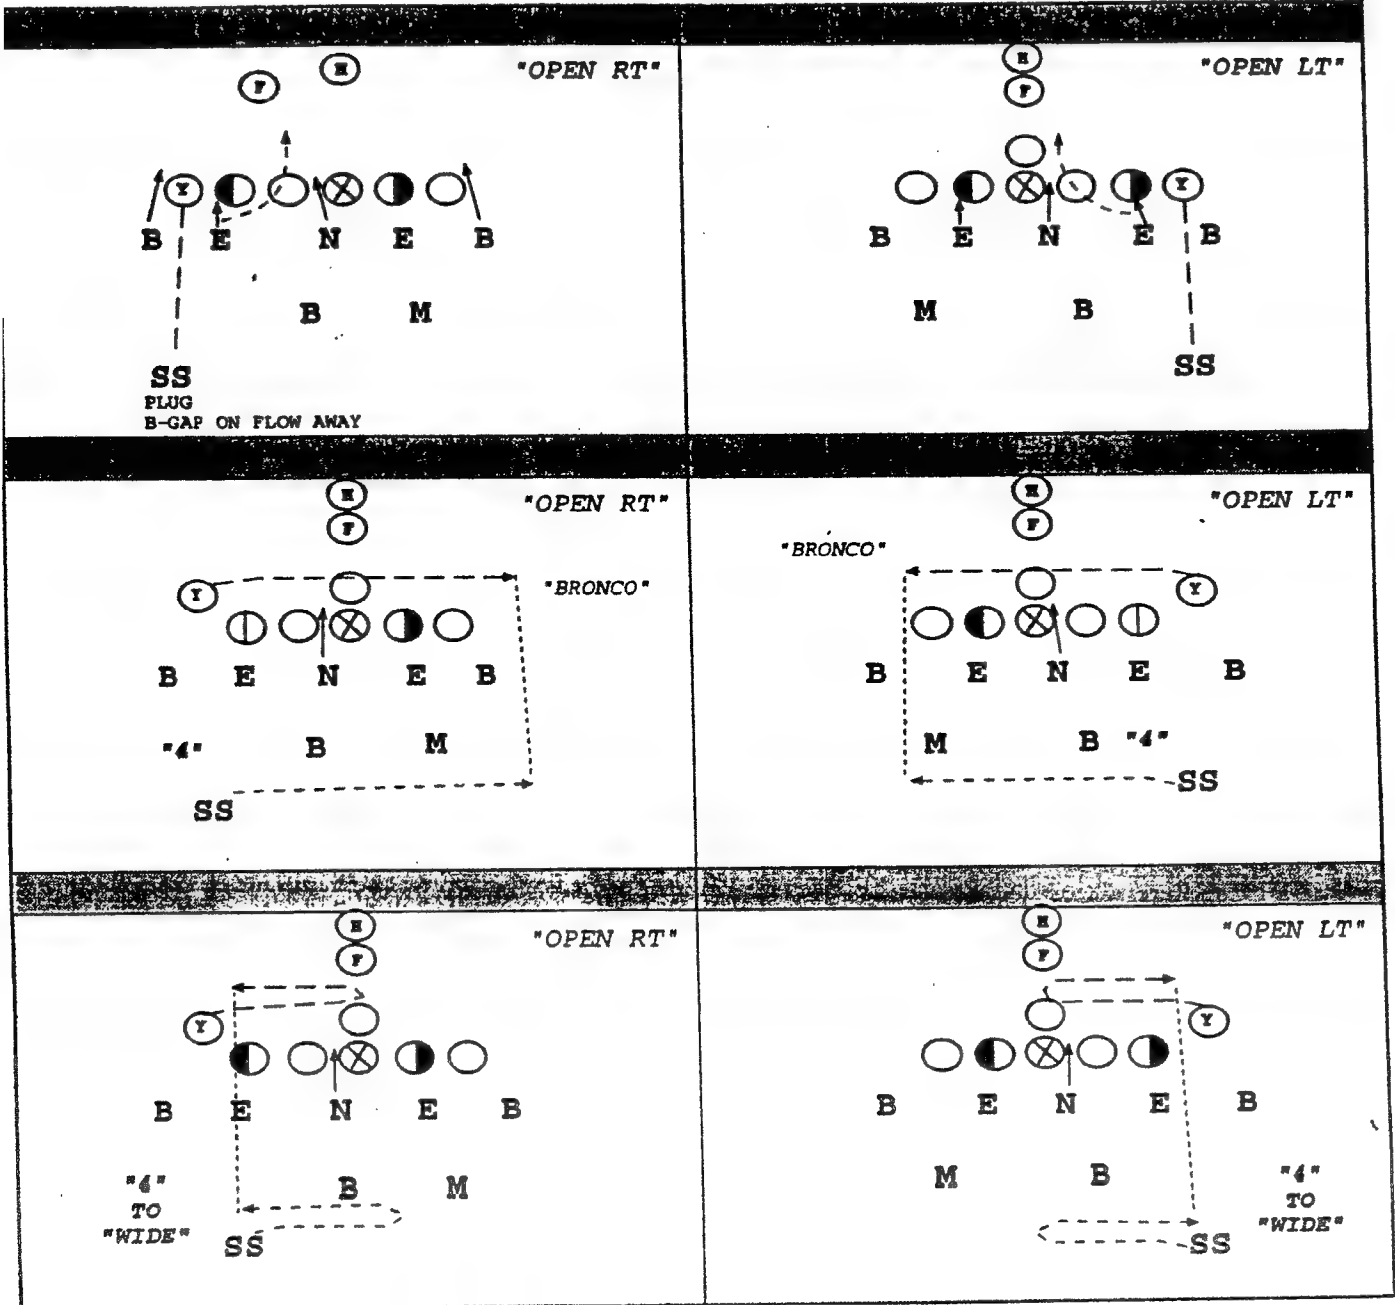 "OPEN RT"
H
F
Y
B E N E B
B M
SS
PLUG
B-GAP ON FLOW AWAY
"OPEN LT"
H
F
Y
B E N E B
M B
SS
"OPEN RT"
H
F
"BRONCO"
Y
B E N E B
"4" B M
SS
"OPEN LT"
H
F
"BRONCO"
Y
B E N E B
M B "4"
SS
"OPEN RT"
H
F
Y
B E N E B
"4" B M
TO
"WIDE"
SS
"OPEN LT"
H
F
Y
B E N E B
M B "4"
TO
"WIDE"
SS